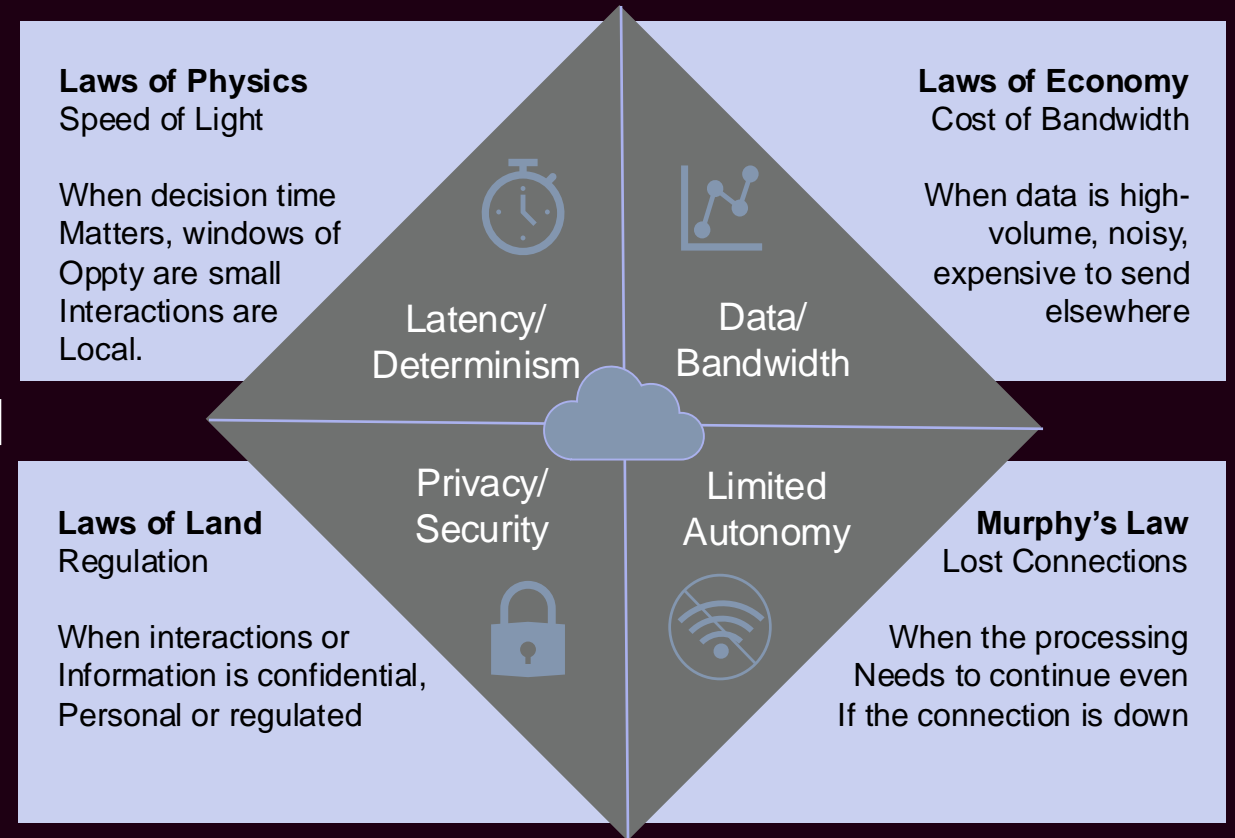 Laws of Physics
Speed of Light
When decision time
Matters, windows of
Oppty are small
Interactions are
Local.
Latency/
Determinism
Data/
Bandwidth
Laws of Economy
Cost of Bandwidth
When data is high-
volume, noisy,
expensive to send
elsewhere
Laws of Land
Regulation
When interactions or
Information is confidential,
Personal or regulated
Privacy/
Security
Limited
Autonomy
Murphy’s Law
Lost Connections
When the processing
Needs to continue even
If the connection is down